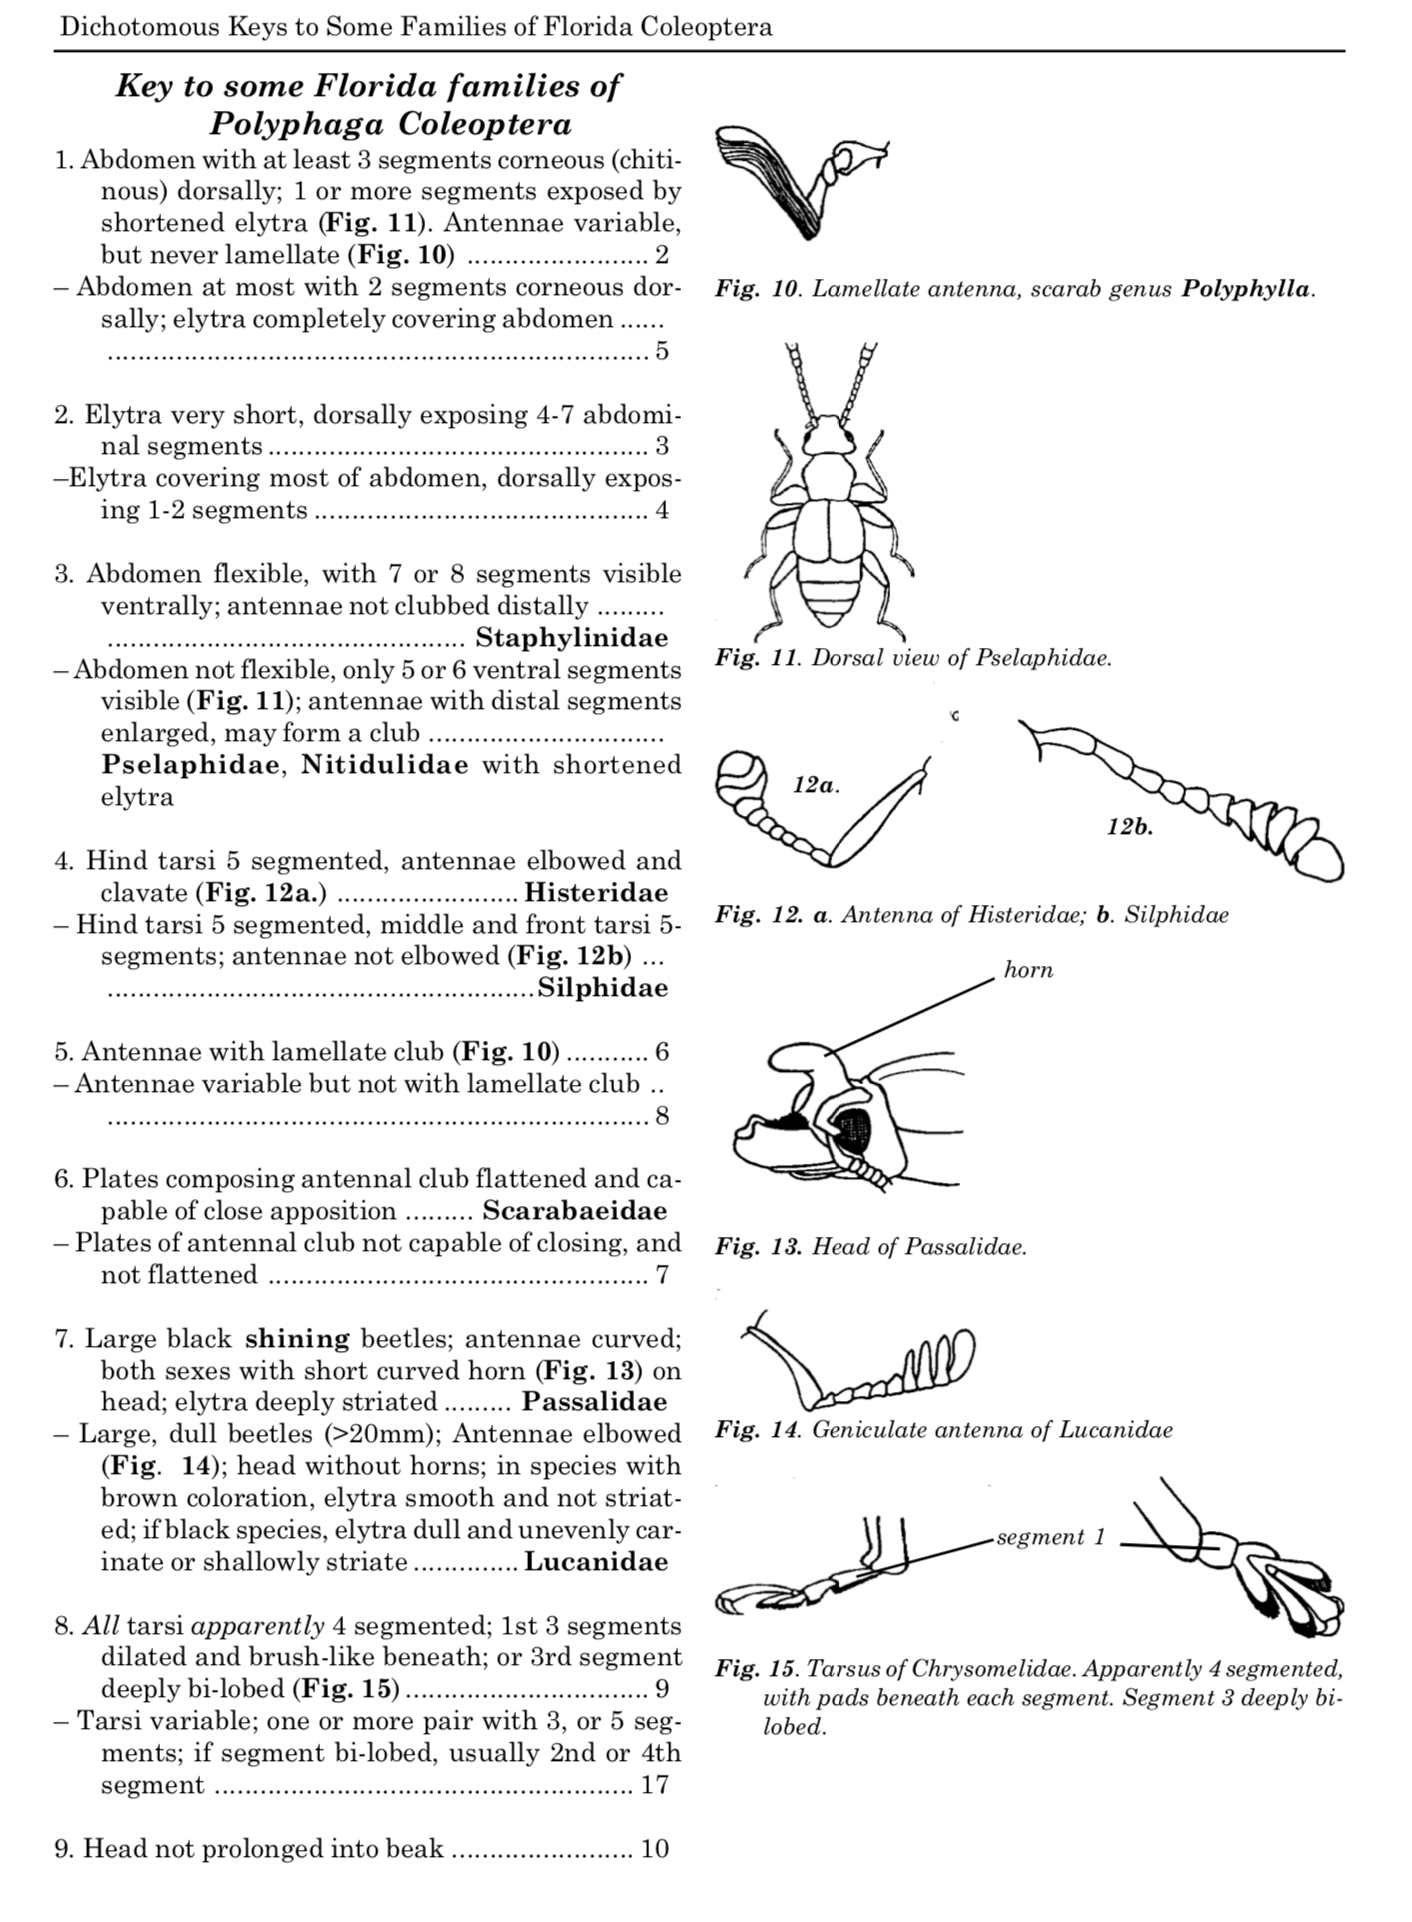 Dichotomous Keys to Some Families of Florida Coleoptera
Key to some Florida families of
Polyphaga Coleoptera
1. Abdomen with at least 3 segments corneous (chiti-
nous) dorsally; 1 or more segments exposed by
shortened elytra (Fig. 11). Antennae variable,
but never lamellate (Fig. 10) ........................ 2
– Abdomen at most with 2 segments corneous dor-
sally; elytra completely covering abdomen ......
....................................................................... 5
2. Elytra very short, dorsally exposing 4-7 abdomi-
nal segments .................................................. 3
–Elytra covering most of abdomen, dorsally expos-
ing 1-2 segments ............................................ 4
3. Abdomen flexible, with 7 or 8 segments visible
ventrally; antennae not clubbed distally .........
............................................... Staphylinidae
– Abdomen not flexible, only 5 or 6 ventral segments
visible (Fig. 11); antennae with distal segments
enlarged, may form a club ...............................
Pselaphidae, Nitidulidae with shortened
elytra
4. Hind tarsi 5 segmented, antennae elbowed and
clavate (Fig. 12a.) ........................ Histeridae
– Hind tarsi 5 segmented, middle and front tarsi 5-
segments; antennae not elbowed (Fig. 12b) ...
........................................................ Silphidae
5. Antennae with lamellate club (Fig. 10) ........... 6
– Antennae variable but not with lamellate club ..
....................................................................... 8
6. Plates composing antennal club flattened and ca-
pable of close apposition ......... Scarabaeidae
– Plates of antennal club not capable of closing, and
not flattened .................................................. 7
7. Large black shining beetles; antennae curved;
both sexes with short curved horn (Fig. 13) on
head; elytra deeply striated ......... Passalidae
– Large, dull beetles (>20mm); Antennae elbowed
(Fig. 14); head without horns; in species with
brown coloration, elytra smooth and not striat-
ed; if black species, elytra dull and unevenly car-
inate or shallowly striate .............. Lucanidae
8. All tarsi apparently 4 segmented; 1st 3 segments
dilated and brush-like beneath; or 3rd segment
deeply bi-lobed (Fig. 15)................................ 9
– Tarsi variable; one or more pair with 3, or 5 seg-
ments; if segment bi-lobed, usually 2nd or 4th
segment ....................................................... 17
9. Head not prolonged into beak ........................ 10
Fig. 10. Lamellate antenna, scarab genus Polyphylla.
Fig. 11. Dorsal view of Pselaphidae.
12a.
12b.
Fig. 12. a. Antenna of Histeridae; b. Silphidae
horn
Fig. 13. Head of Passalidae.
Fig. 14. Geniculate antenna of Lucanidae
segment 1
Fig. 15. Tarsus of Chrysomelidae. Apparently 4 segmented,
with pads beneath each segment. Segment 3 deeply bi-
lobed.